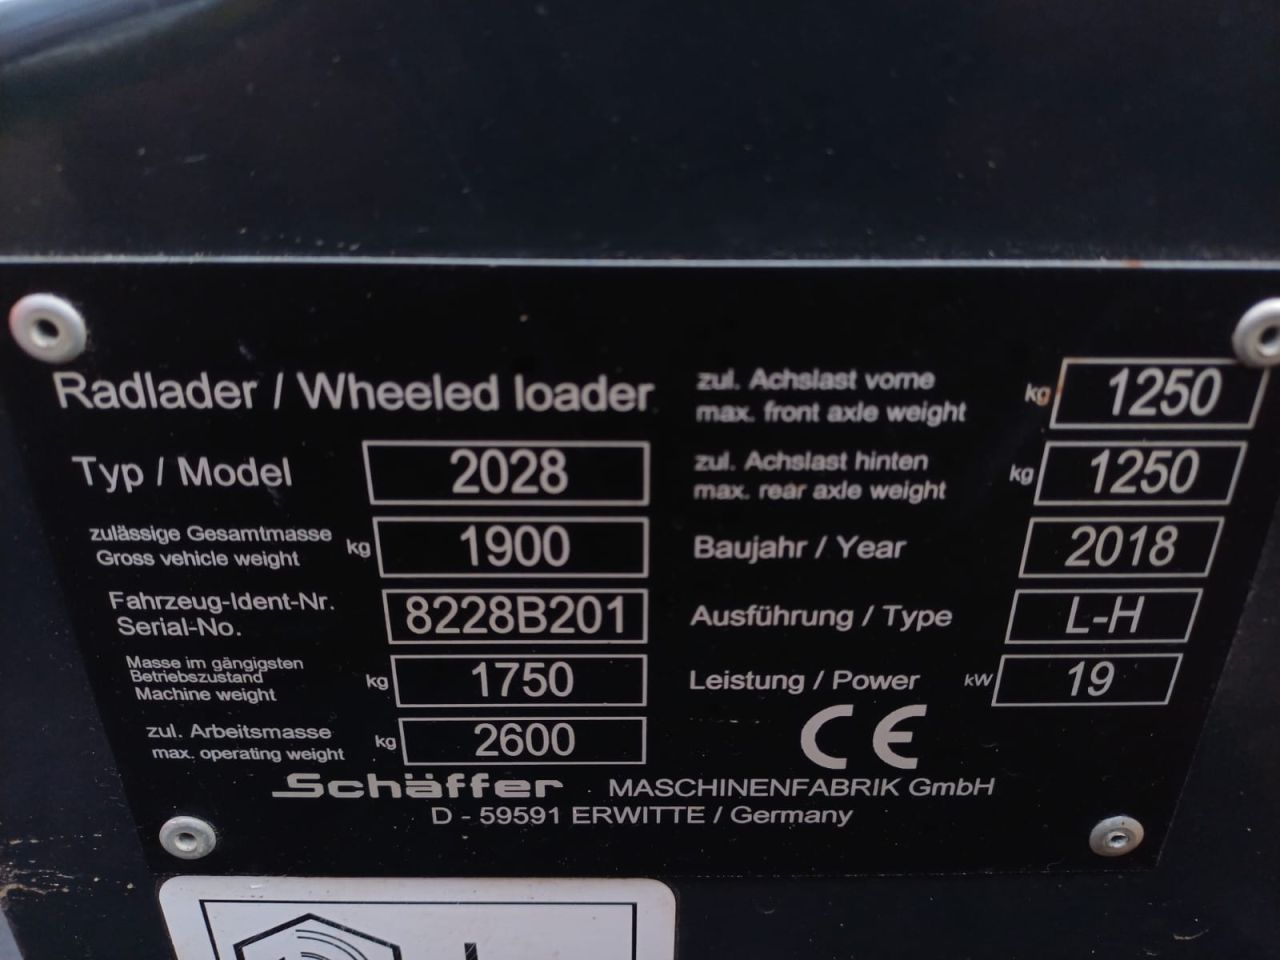 Radlader / Wheeled loader
Typ / Model 2028
zulässige Gesamtmasse
Gross vehicle weight kg 1900
Fahrzeug-Ident-Nr.
Serial-No. 8228B201
Masse im gängigsten
Betriebszustand
Machine weight kg 1750
zul. Arbeitsmasse
max. operating weight kg 2600
zul. Achslast vorne
max. front axle weight kg 1250
zul. Achslast hinten
max. rear axle weight kg 1250
Baujahr / Year 2018
Ausführung / Type L-H
Leistung / Power kW 19
CE
Schäffer MASCHINENFABRIK GmbH
D - 59591 ERWITTE / Germany